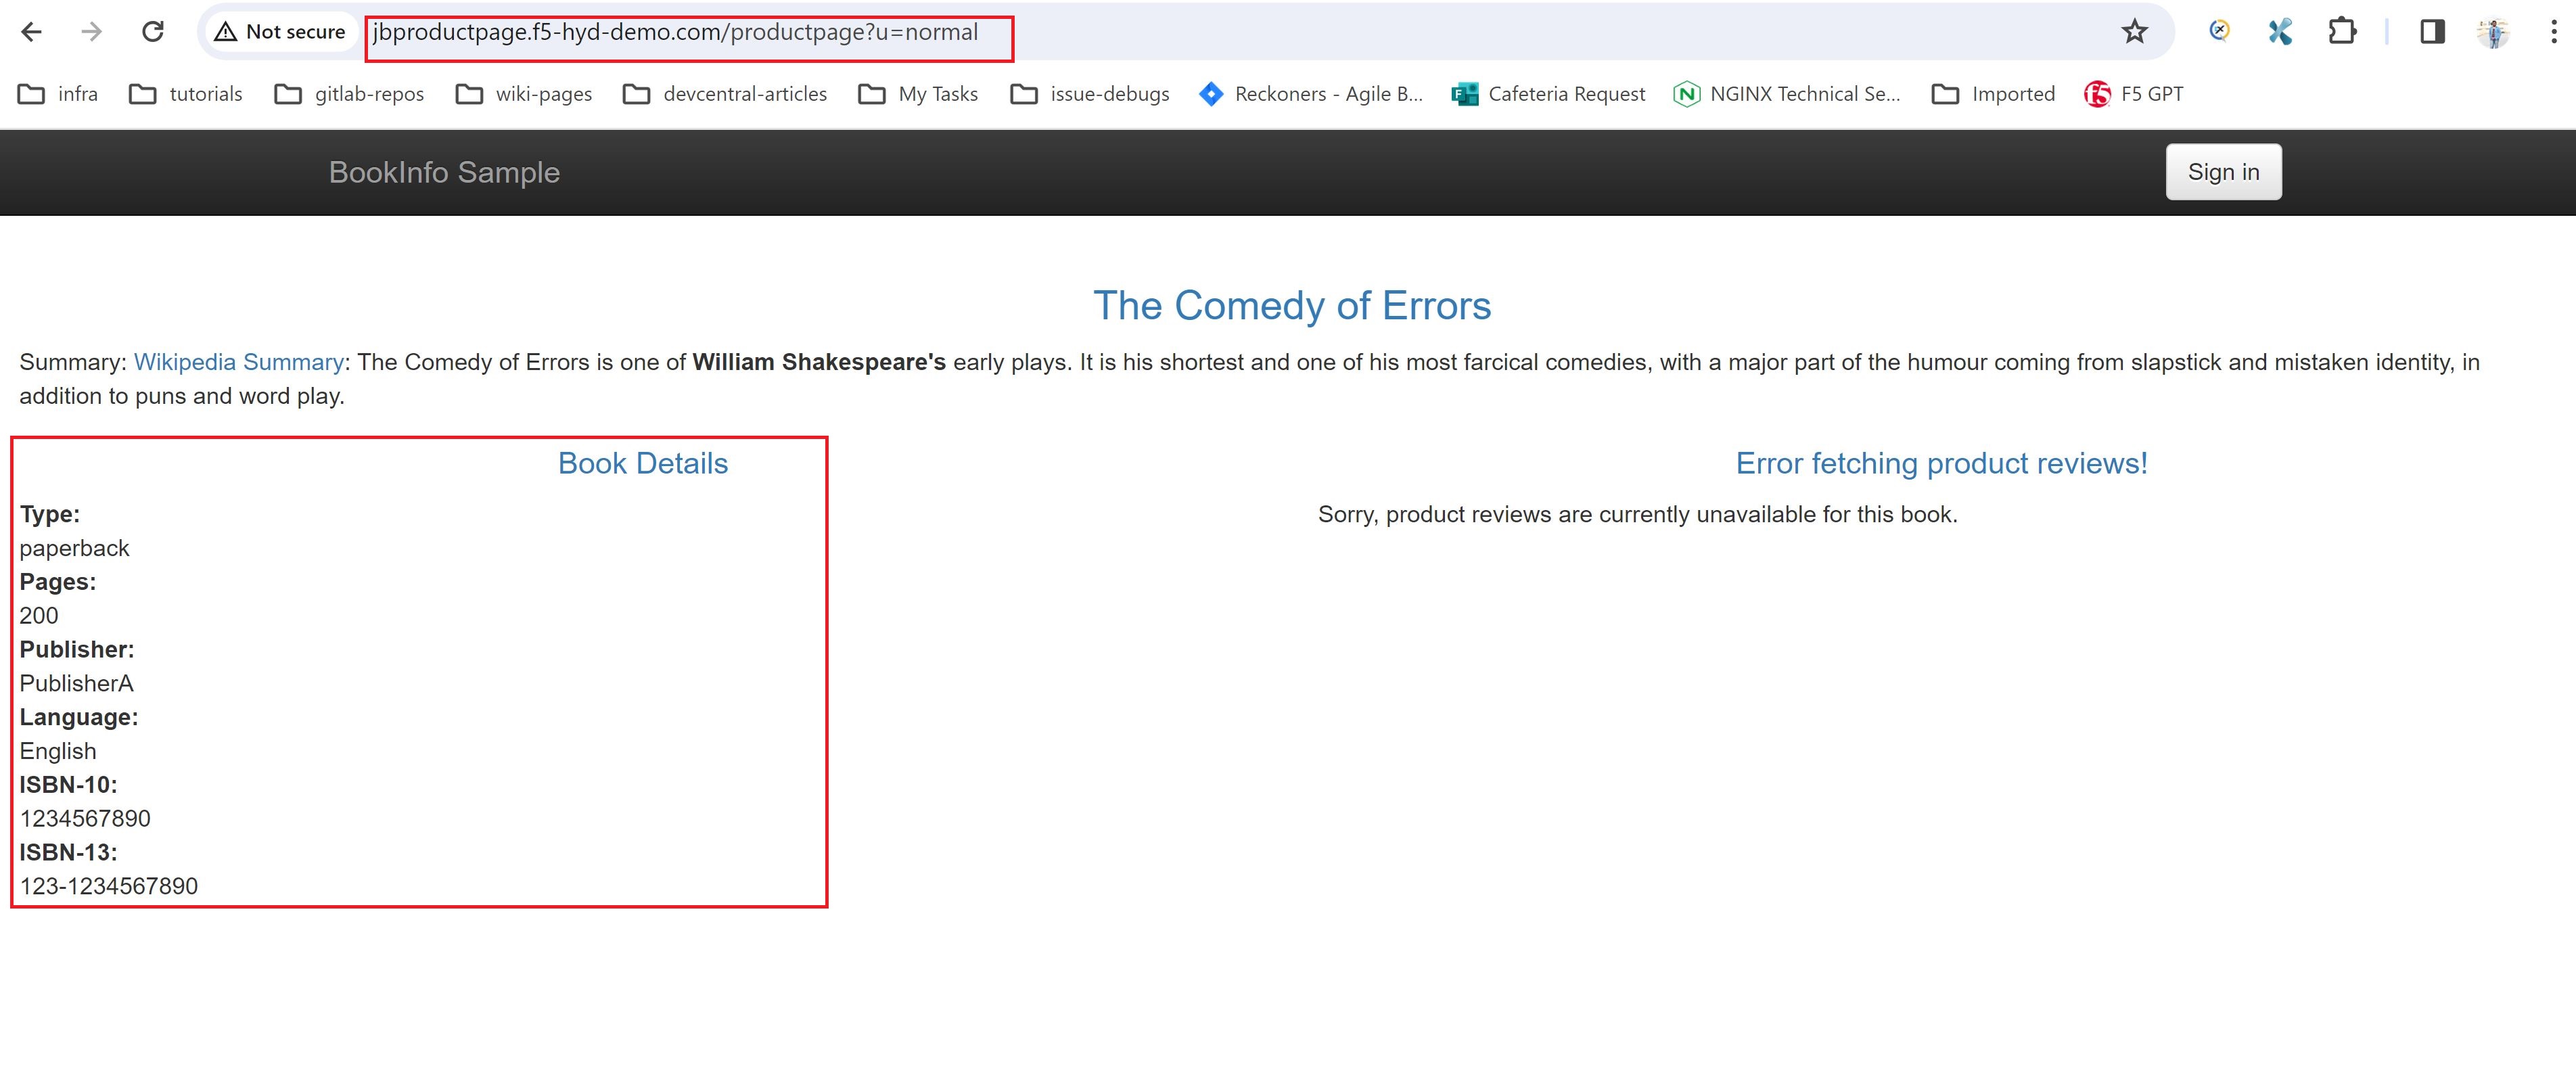 Not secure jbproductpage.f5-hyd-demo.com/productpage?u=normal
infra tutorials gitlab-repos wiki-pages devcentral-articles My Tasks issue-debugs Reckoners - Agile B... Cafeteria Request NGINX Technical Se... Imported F5 GPT
BookInfo Sample Sign in
The Comedy of Errors
Summary: Wikipedia Summary: The Comedy of Errors is one of William Shakespeare's early plays. It is his shortest and one of his most farcical comedies, with a major part of the humour coming from slapstick and mistaken identity, in
addition to puns and word play.
Book Details
Type:
paperback
Pages:
200
Publisher:
PublisherA
Language:
English
ISBN-10:
1234567890
ISBN-13:
123-1234567890
Error fetching product reviews!
Sorry, product reviews are currently unavailable for this book.